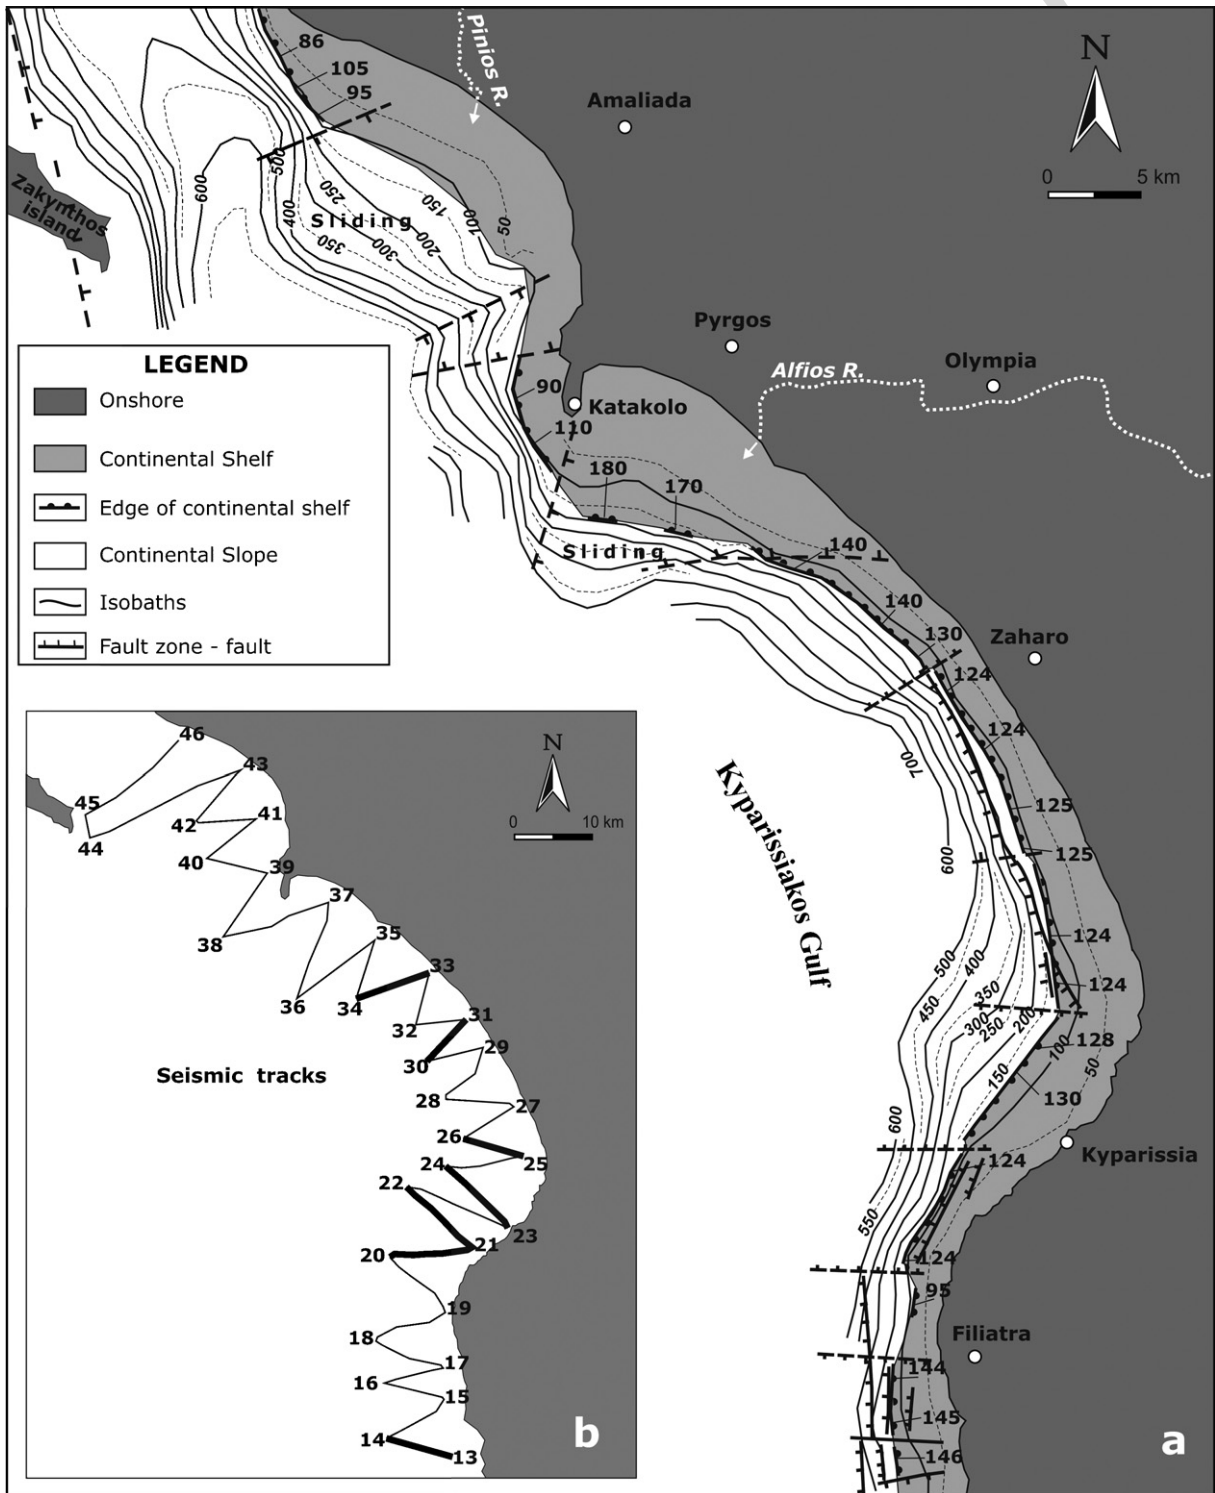 86
105
95
Pinios R.
Amaliada
N
0 5 km
Zakynthos
island
600
500
400
250
Sliding
350
300
200
150
100
50
Pyrgos
Olympia
Alfios R.
LEGEND
Onshore
Continental Shelf
Edge of continental shelf
Continental Slope
Isobaths
Fault zone - fault
90
Katakolo
110
180
170
Sliding
140
140
130
Zaharo
124
124
700
125
125
600
Kyparissiakos Gulf
124
124
500
400
450
350
300
250
200
128
100
150
50
130
600
Kyparissia
124
550
124
95
Filiatra
144
145
146
a
46
43
45
44
42
41
40
39
N
0 10 km
37
38
35
36
33
34
32
31
30
29
Seismic tracks
28
27
26
25
24
22
23
21
20
19
18
17
16
15
14
13
b